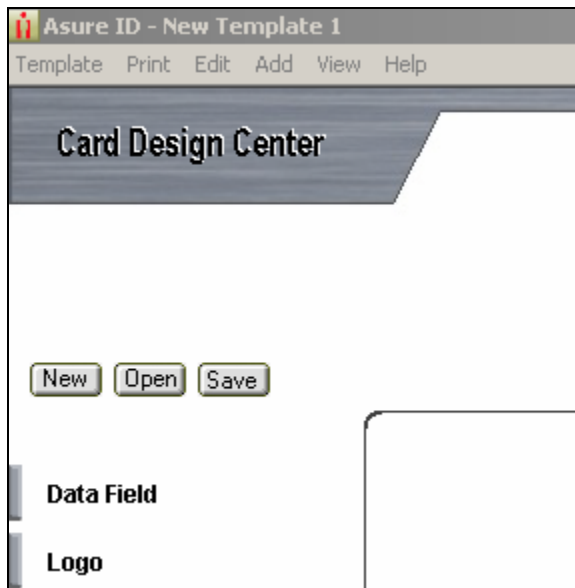 Asure ID - New Template 1
Template Print Edit Add View Help
Card Design Center
New Open Save
Data Field
Logo